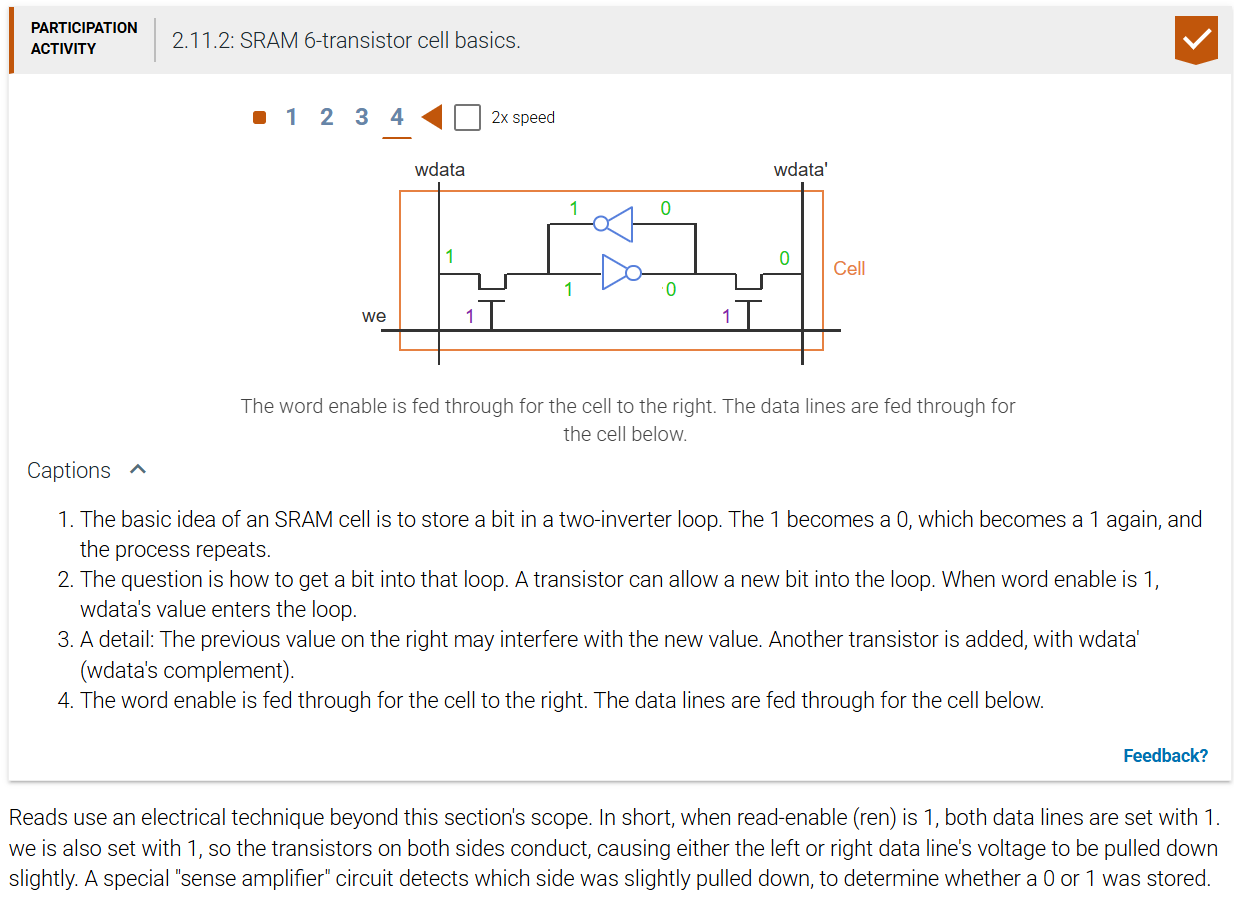 PARTICIPATION
ACTIVITY
2.11.2: SRAM 6-transistor cell basics.
1 2 3 4 2x speed
wdata wdata'
1 0
1 0
Cell
1 0
we 1 1
The word enable is fed through for the cell to the right. The data lines are fed through for
the cell below.
Captions
1. The basic idea of an SRAM cell is to store a bit in a two-inverter loop. The 1 becomes a 0, which becomes a 1 again, and
the process repeats.
2. The question is how to get a bit into that loop. A transistor can allow a new bit into the loop. When word enable is 1,
wdata's value enters the loop.
3. A detail: The previous value on the right may interfere with the new value. Another transistor is added, with wdata'
(wdata's complement).
4. The word enable is fed through for the cell to the right. The data lines are fed through for the cell below.
Feedback?
Reads use an electrical technique beyond this section's scope. In short, when read-enable (ren) is 1, both data lines are set with 1.
we is also set with 1, so the transistors on both sides conduct, causing either the left or right data line's voltage to be pulled down
slightly. A special "sense amplifier" circuit detects which side was slightly pulled down, to determine whether a 0 or 1 was stored.